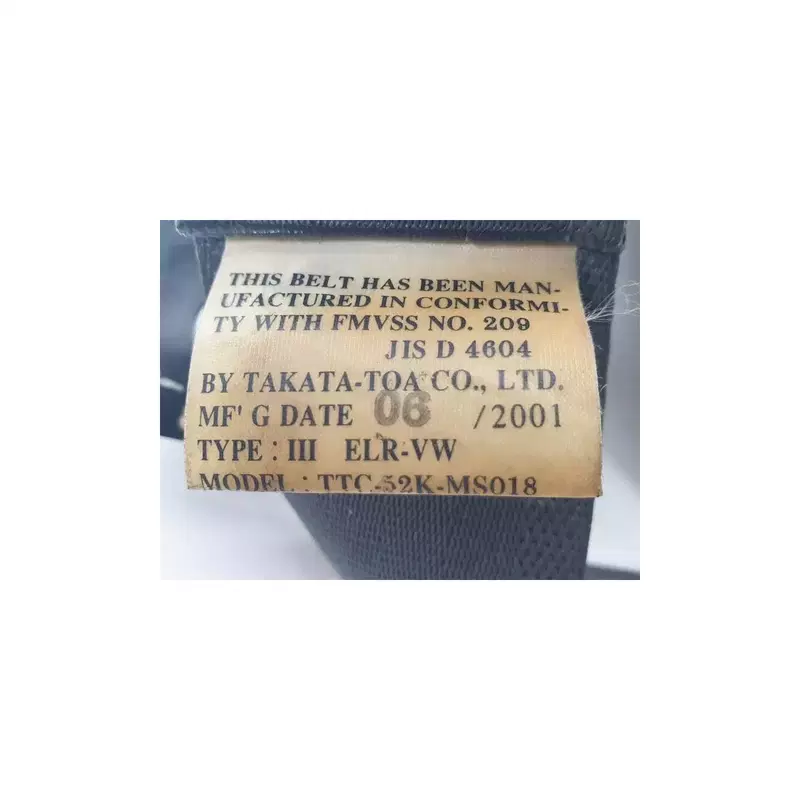 THIS BELT HAS BEEN MAN-
UFACTURED IN CONFORMI-
TY WITH FMVSS NO. 209
JIS D 4604
BY TAKATA-TOA CO., LTD.
MF' G DATE 06 /2001
TYPE : III ELR-VW
MODEL : TTC-52K-MS018